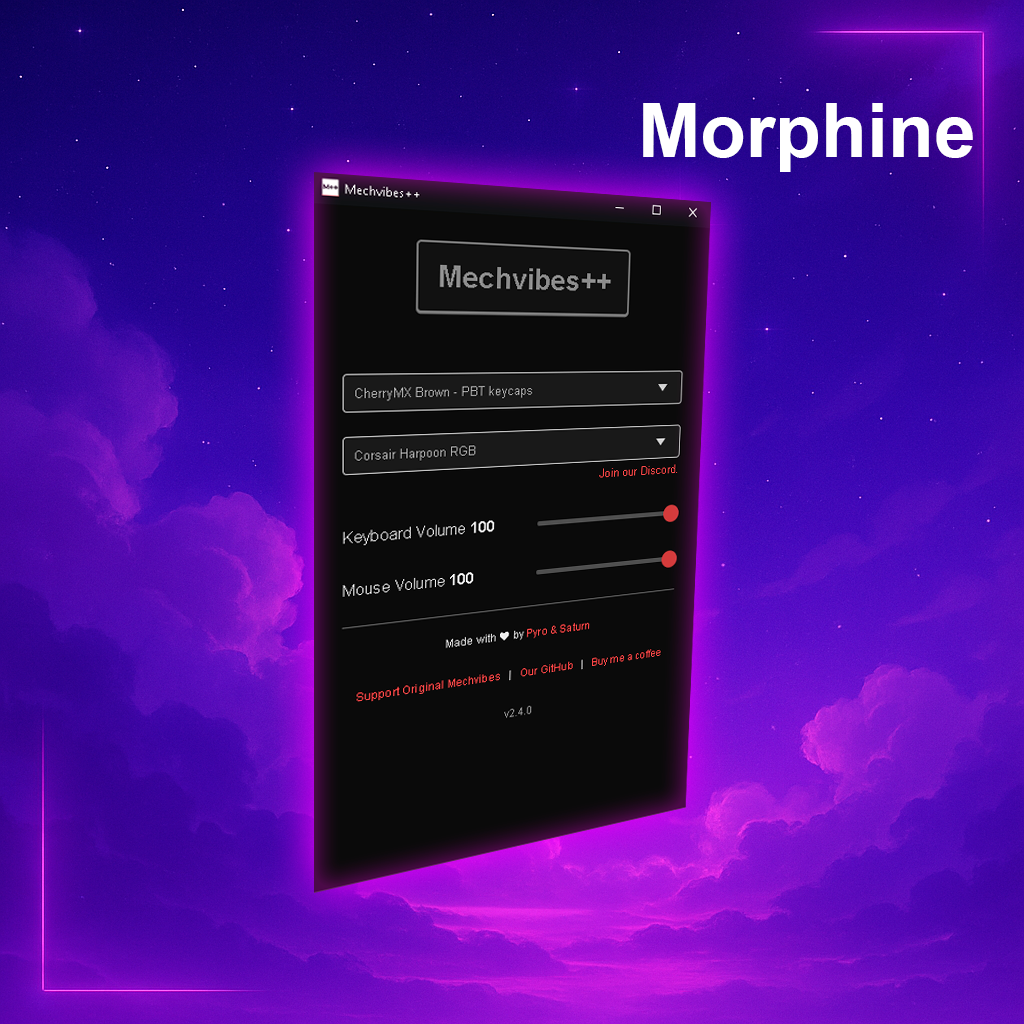 Morphine
M++ Mechvibes++
Mechvibes++
CherryMX Brown - PBT keycaps
Corsair Harpoon RGB
Join our Discord.
Keyboard Volume 100
Mouse Volume 100
Made with ♥ by Pyro & Saturn
Support Original Mechvibes | Our GitHub | Buy me a coffee
v2.4.0